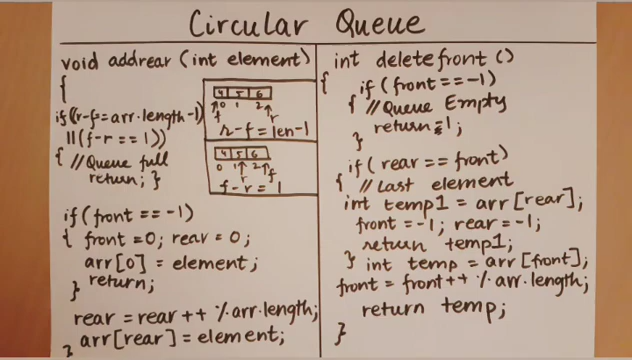 Circular Queue
void addrear (int element)
{
if((r-f=arr.length-1)
||(f-r==1))
{ //Queue full
return; }
4 5 6
0 1 2
f r
r-f=len-1
4 5 6
0 1 2
r f
f-r=1
if(front == -1)
{ front=0; rear=0;
arr[0] = element;
return;
}
rear = rear++ % arr.length;
arr[rear] = element;
}
int deletefront ()
{ if(front==-1)
{ //Queue Empty
return -1;
}
if(rear == front)
{ //Last element
int temp1 = arr[rear];
front=-1; rear=-1;
return temp1;
} int temp = arr[front];
front = front++ % arr.length;
return temp;
}